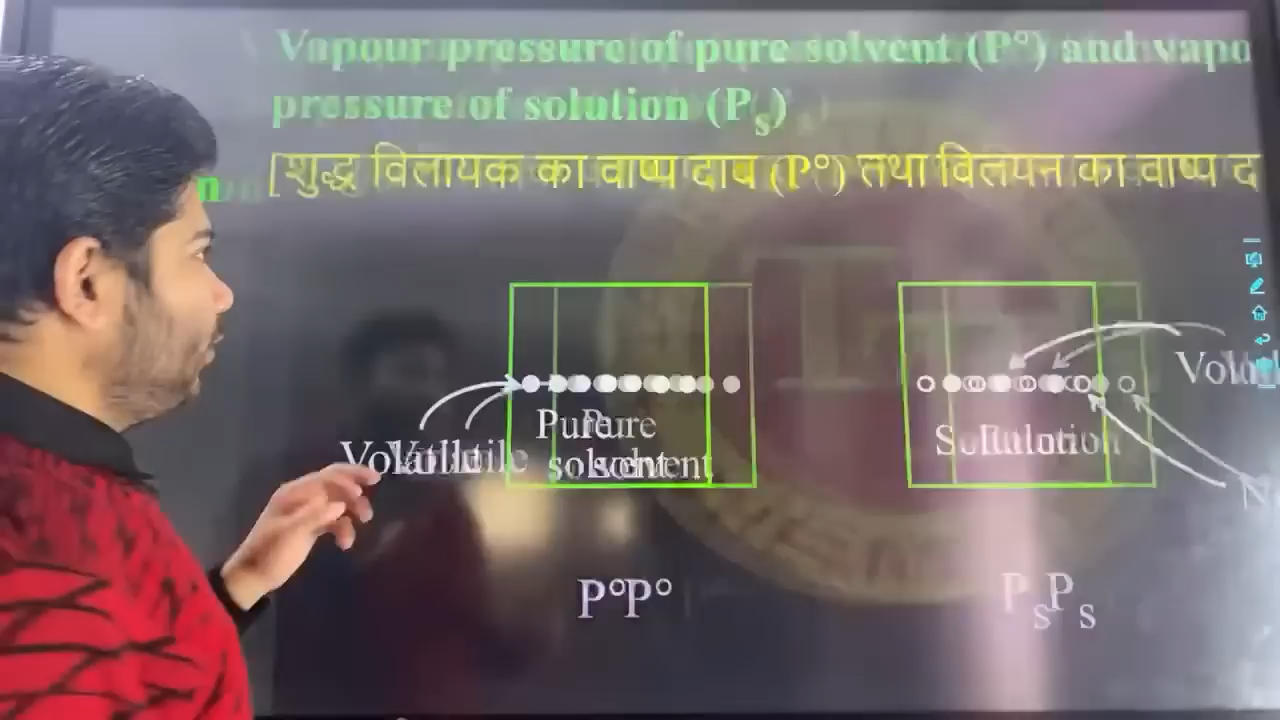 Vapour pressure of pure solvent (P°) and vapo
pressure of solution (Pₛ)
n
[शुद्ध विलायक का वाष्प दाब (P°) तथा विलयन का वाष्प द
Volatile
Pure
solvent
Solution
P°
Pₛ